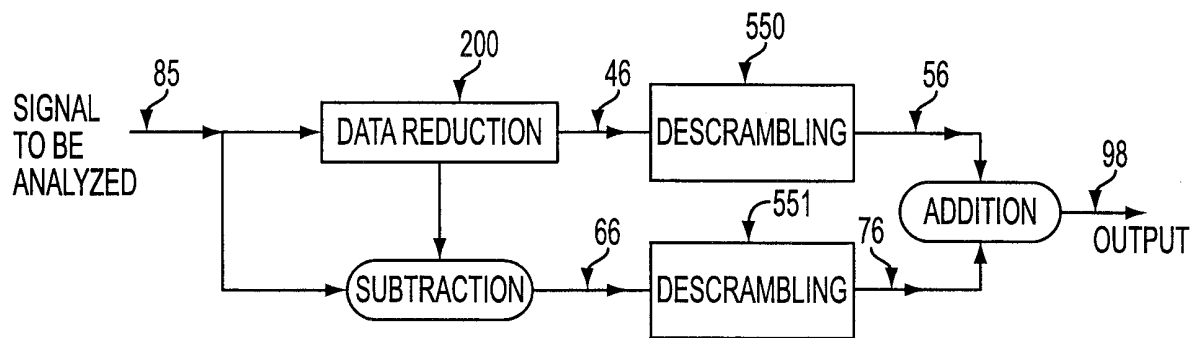 550
200
85
46
56
SIGNAL
TO BE
ANALYZED
DATA REDUCTION
DESCRAMBLING
98
ADDITION
OUTPUT
551
66
76
SUBTRACTION
DESCRAMBLING